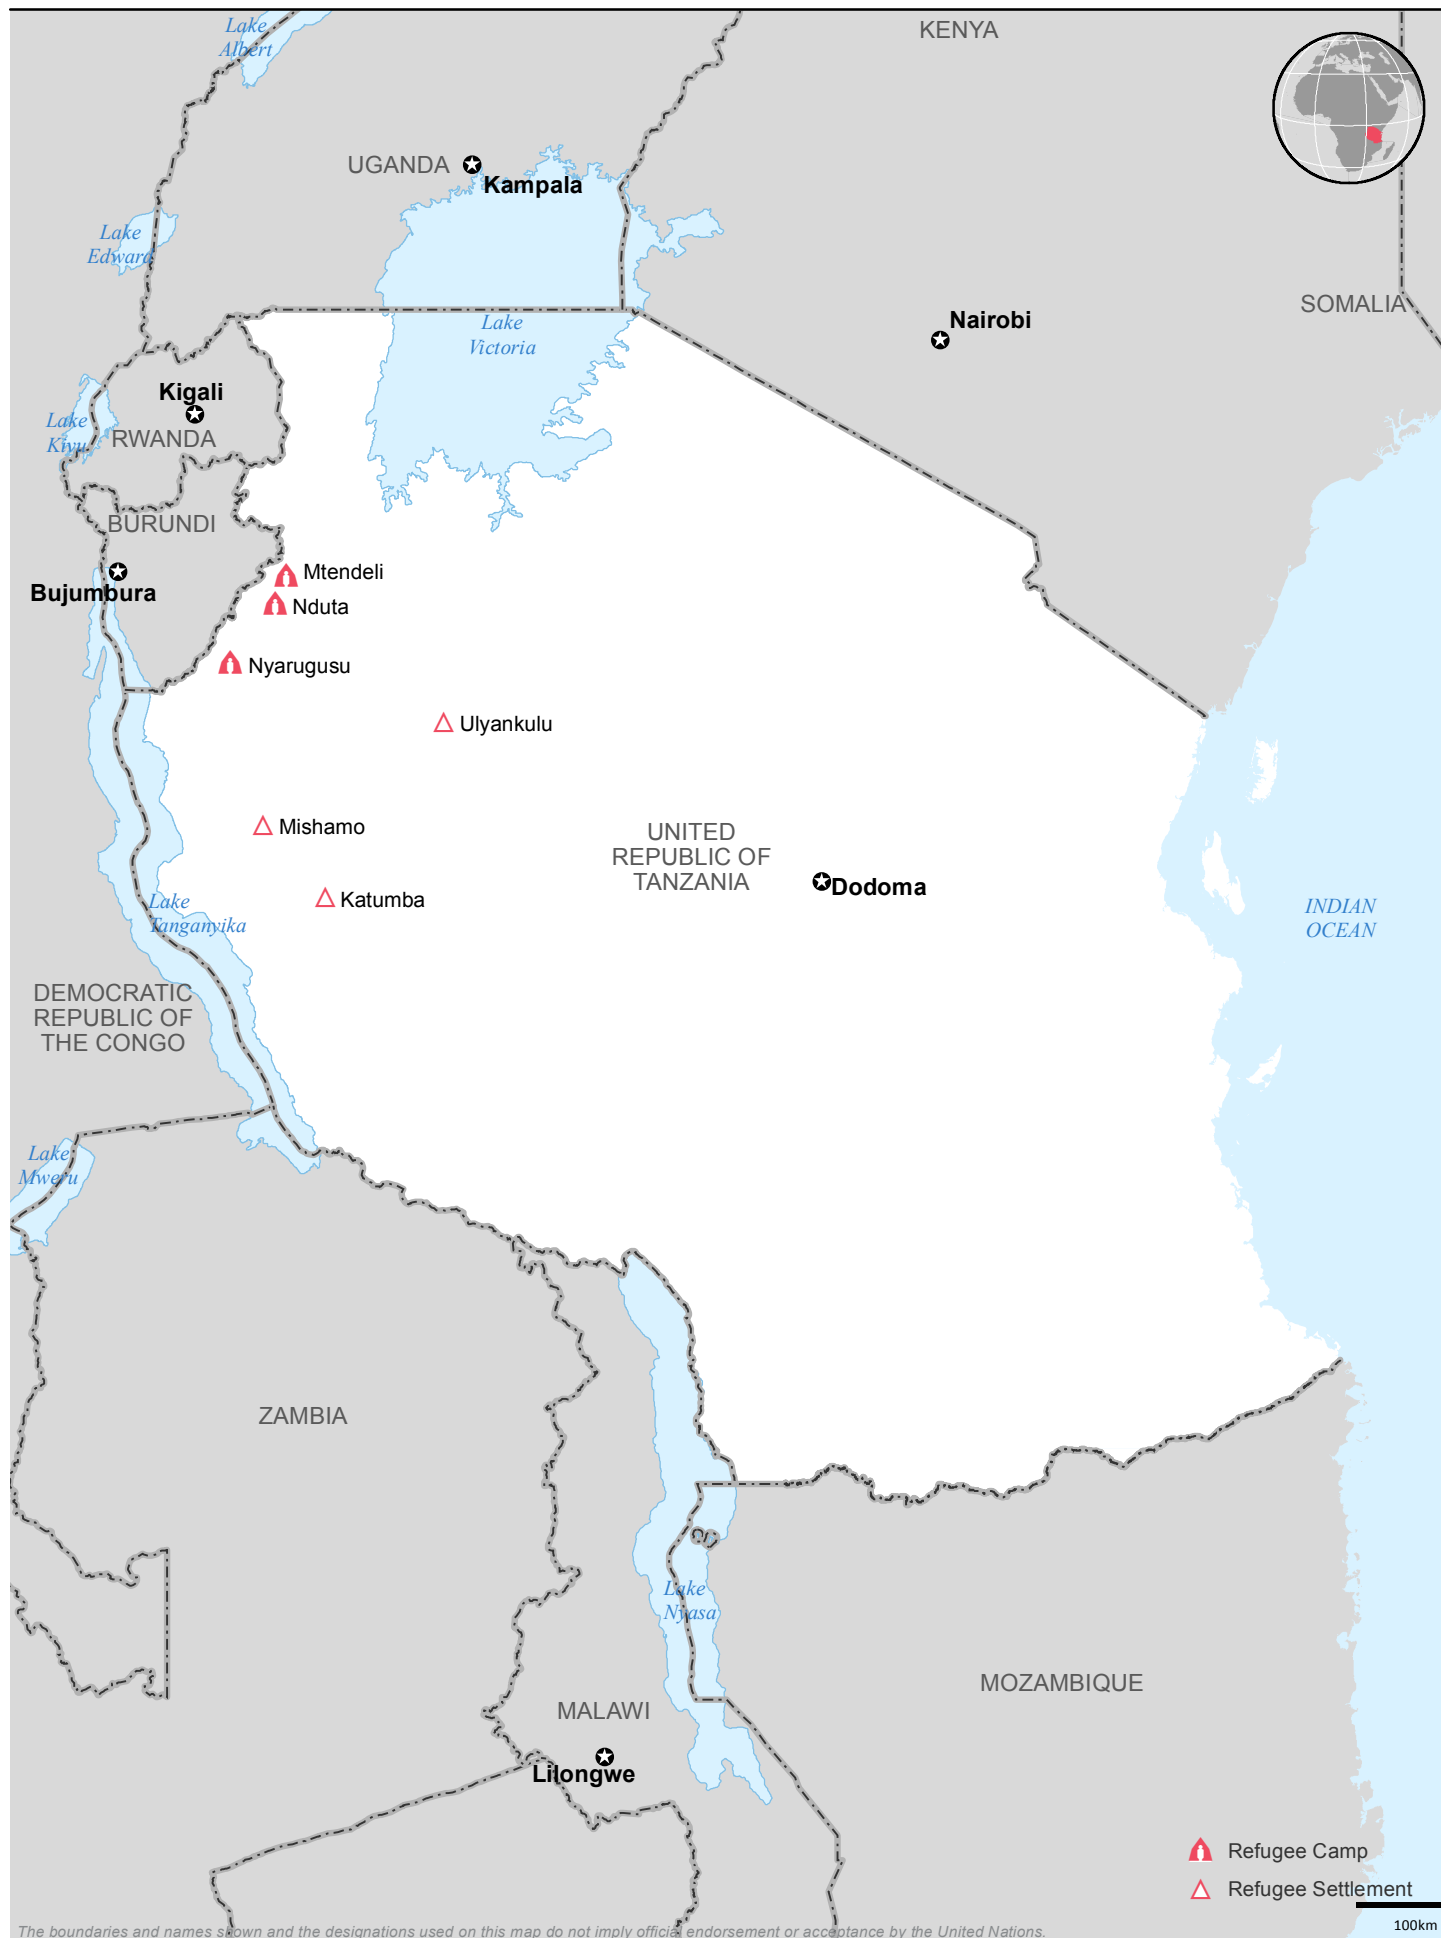 Lake
Albert
KENYA
UGANDA
Kampala
Lake
Edward
SOMALIA
Nairobi
Lake
Victoria
Kigali
Lake
Kivu
RWANDA
BURUNDI
Bujumbura
Mtendeli
Nduta
Nyarugusu
Ulyankulu
Mishamo
UNITED
REPUBLIC OF
TANZANIA
Dodoma
Katumba
Lake
Tanganyika
INDIAN
OCEAN
DEMOCRATIC
REPUBLIC OF
THE CONGO
Lake
Mweru
ZAMBIA
Lake
Nyasa
MOZAMBIQUE
MALAWI
Lilongwe
Refugee Camp
Refugee Settlement
100km
The boundaries and names shown and the designations used on this map do not imply official endorsement or acceptance by the United Nations.